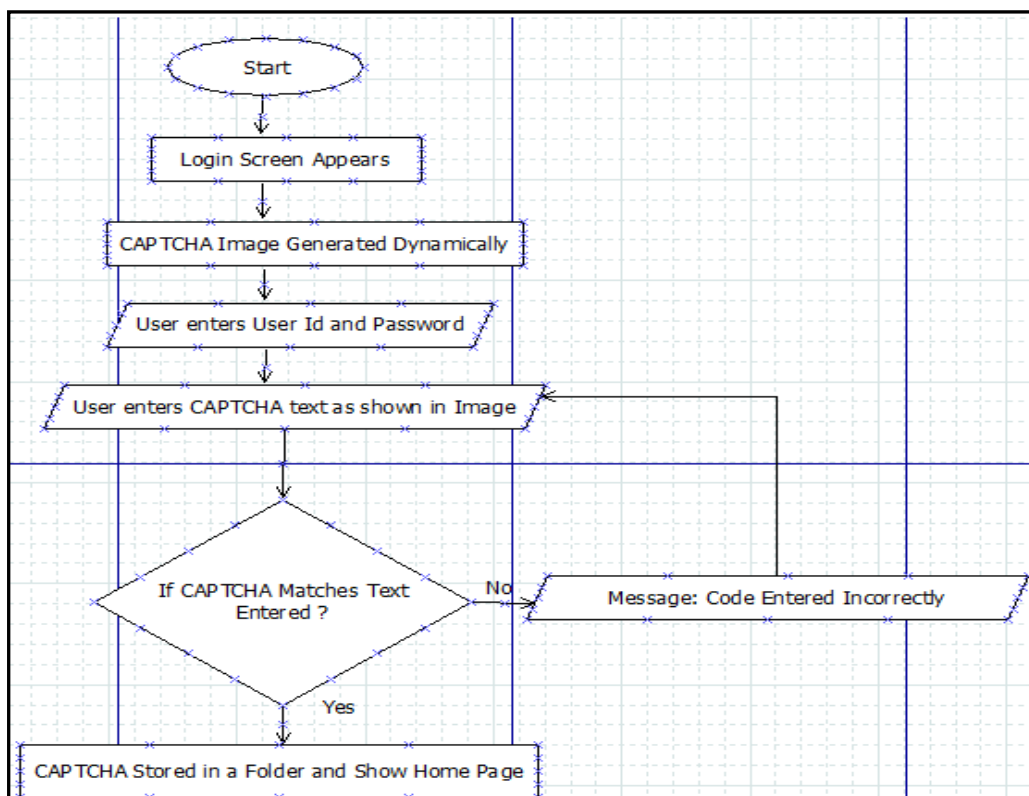 Start
Login Screen Appears
CAPTCHA Image Generated Dynamically
User enters User Id and Password
User enters CAPTCHA text as shown in Image
If CAPTCHA Matches Text
Entered ?
No
Message: Code Entered Incorrectly
Yes
CAPTCHA Stored in a Folder and Show Home Page